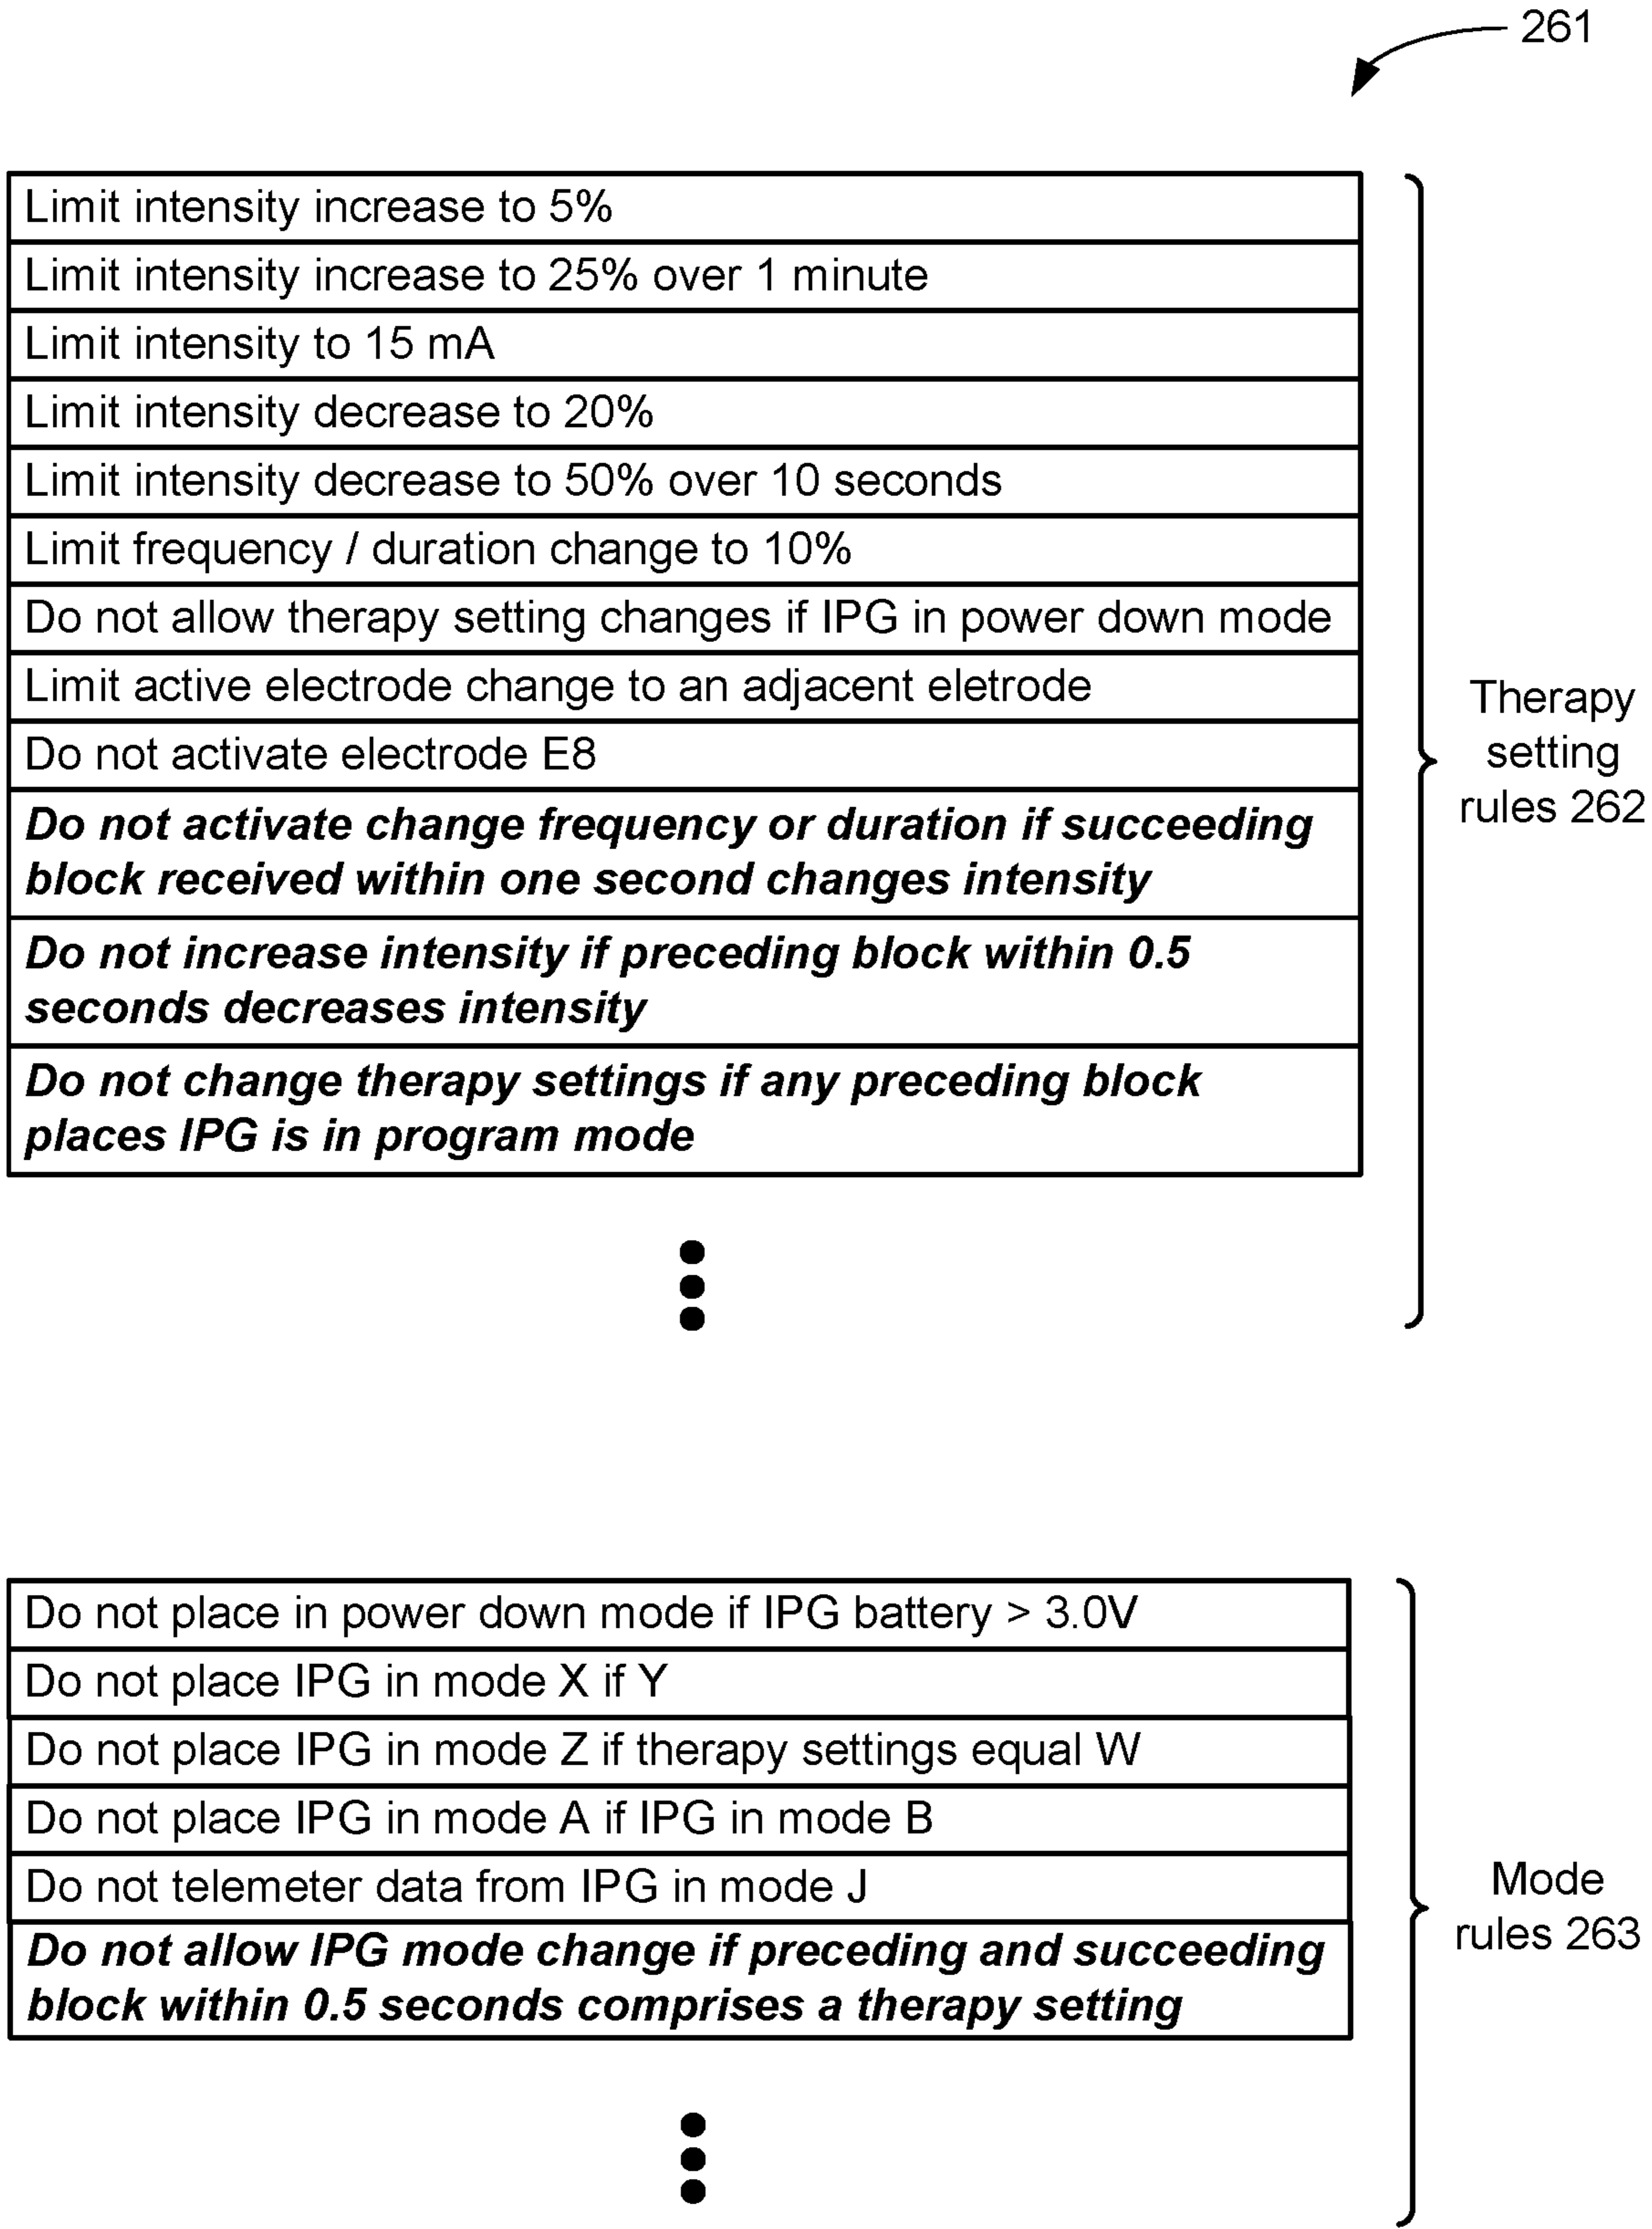 261
Limit intensity increase to 5%
Limit intensity increase to 25% over 1 minute
Limit intensity to 15 mA
Limit intensity decrease to 20%
Limit intensity decrease to 50% over 10 seconds
Limit frequency / duration change to 10%
Do not allow therapy setting changes if IPG in power down mode
Limit active electrode change to an adjacent eletrode
Do not activate electrode E8
Do not activate change frequency or duration if succeeding
block received within one second changes intensity
Do not increase intensity if preceding block within 0.5
seconds decreases intensity
Do not change therapy settings if any preceding block
places IPG is in program mode
Therapy
setting
rules 262
Do not place in power down mode if IPG battery > 3.0V
Do not place IPG in mode X if Y
Do not place IPG in mode Z if therapy settings equal W
Do not place IPG in mode A if IPG in mode B
Do not telemeter data from IPG in mode J
Do not allow IPG mode change if preceding and succeeding
block within 0.5 seconds comprises a therapy setting
Mode
rules 263